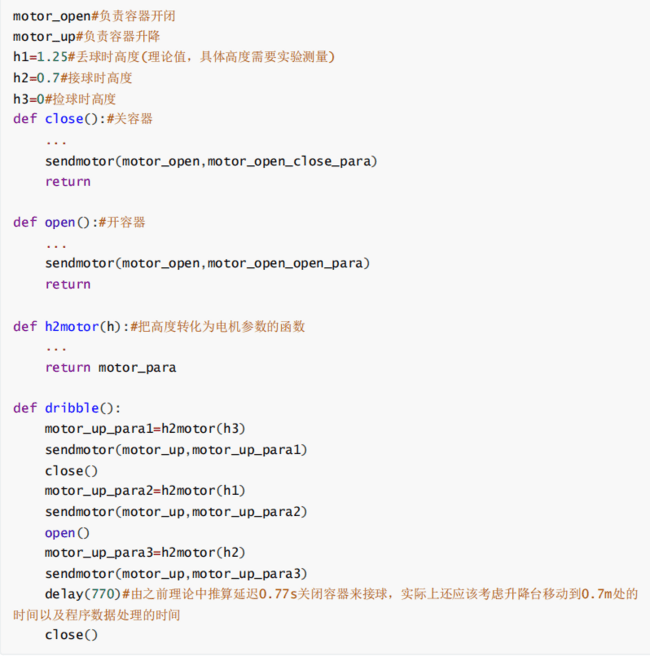 motor_open#负责容器开闭
motor_up#负责容器升降
h1=1.25#丢球时高度(理论值，具体高度需要实验测量)
h2=0.7#接球时高度
h3=0#捡球时高度
def close():#关容器
    ...
    sendmotor(motor_open,motor_open_close_para)
    return

def open():#开容器
    ...
    sendmotor(motor_open,motor_open_open_para)
    return

def h2motor(h):#把高度转化为电机参数的函数
    ...
    return motor_para

def dribble():
    motor_up_para1=h2motor(h3)
    sendmotor(motor_up,motor_up_para1)
    close()
    motor_up_para2=h2motor(h1)
    sendmotor(motor_up,motor_up_para2)
    open()
    motor_up_para3=h2motor(h2)
    sendmotor(motor_up,motor_up_para3)
    delay(770)#由之前理论中推算延迟0.77s关闭容器来接球，实际上还应该考虑升降台移动到0.7m处的
时间以及程序数据处理的时间
    close()